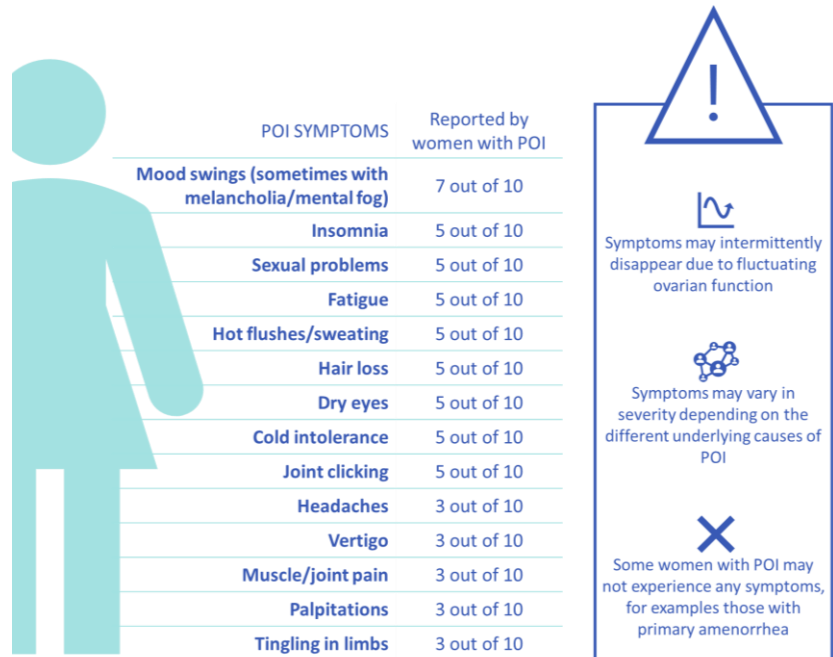 POI SYMPTOMS
Reported by
women with POI
Mood swings (sometimes with
melancholia/mental fog)
7 out of 10
Insomnia 5 out of 10
Sexual problems 5 out of 10
Fatigue 5 out of 10
Hot flushes/sweating 5 out of 10
Hair loss 5 out of 10
Dry eyes 5 out of 10
Cold intolerance 5 out of 10
Joint clicking 5 out of 10
Headaches 3 out of 10
Vertigo 3 out of 10
Muscle/joint pain 3 out of 10
Palpitations 3 out of 10
Tingling in limbs 3 out of 10
!
Symptoms may intermittently
disappear due to fluctuating
ovarian function
Symptoms may vary in
severity depending on the
different underlying causes of
POI
Some women with POI may
not experience any symptoms,
for examples those with
primary amenorrhea